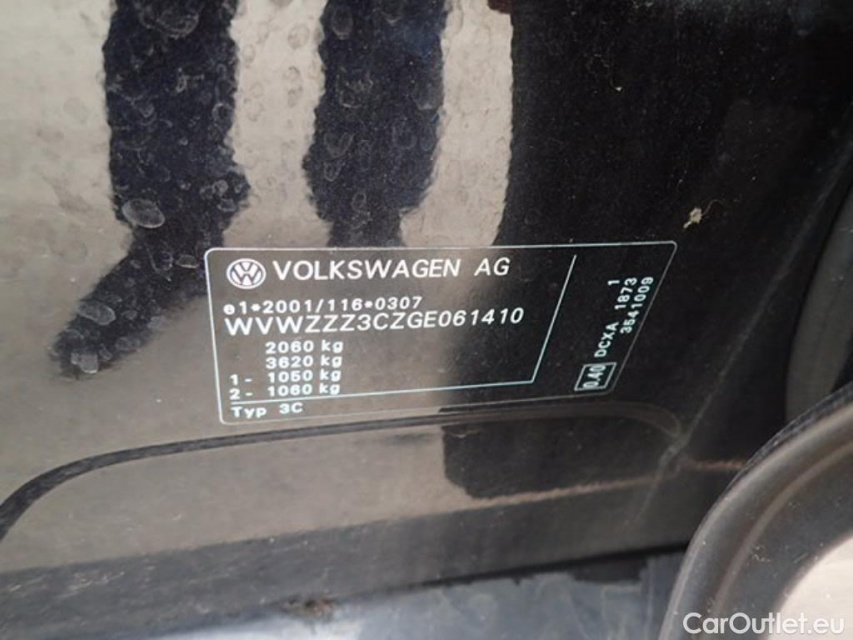 VOLKSWAGEN AG
e1*2001/116*0307
WVWZZZ3CZGE061410
2060 kg
3620 kg
1 - 1050 kg
2 - 1060 kg
Typ 3C
0.40 DCXA 1873 1
3541009
CarOutlet.eu